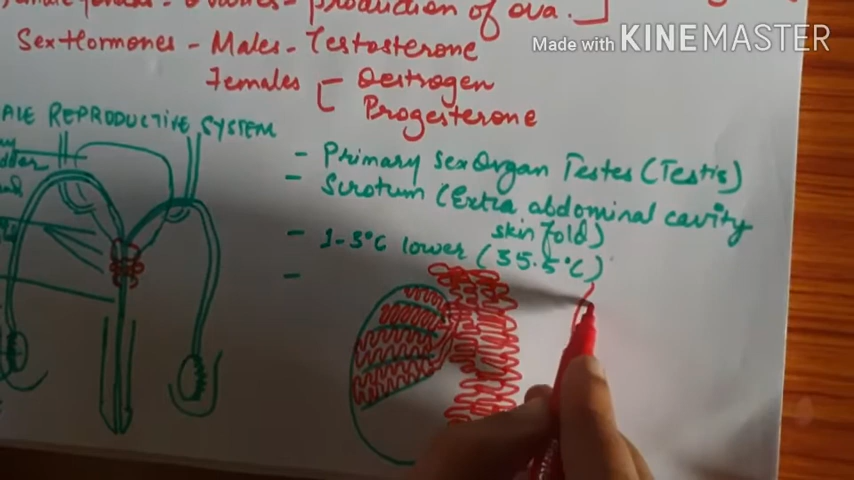 production of ova.
Made with KINEMASTER
Sex Hormones - Males - Testosterone
Females Oestrogen
Progesterone
REPRODUCTIVE SYSTEM
- Primary Sex Organ Testes (Testis)
- Scrotum (Extra abdominal cavity
skin fold)
- 1-3°C lower (35.5°C)
-